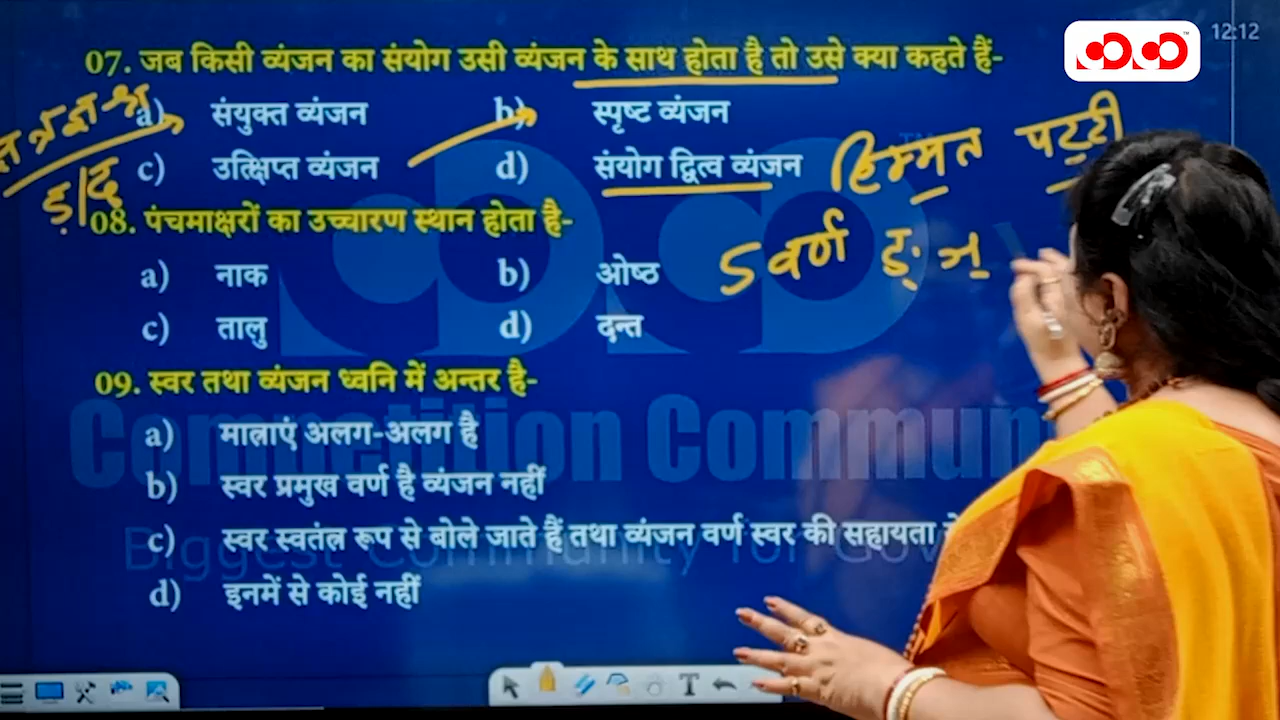 12:12
07. जब किसी व्यंजन का संयोग उसी व्यंजन के साथ होता है तो उसे क्या कहते हैं-
a) संयुक्त व्यंजन b) स्पृष्ट व्यंजन
c) उत्क्षिप्त व्यंजन d) संयोग द्वित्व व्यंजन
हिम्मत पट्टी
08. पंचमाक्षरों का उच्चारण स्थान होता है-
5 वर्ण ङ्
a) नाक b) ओष्ठ
c) तालु d) दन्त
09. स्वर तथा व्यंजन ध्वनि में अन्तर है-
a) मात्राएं अलग-अलग है
b) स्वर प्रमुख वर्ण है व्यंजन नहीं
c) स्वर स्वतंत्र रूप से बोले जाते हैं तथा व्यंजन वर्ण स्वर की सहायता
d) इनमें से कोई नहीं
Competition Commun
Biggest Community for Gov